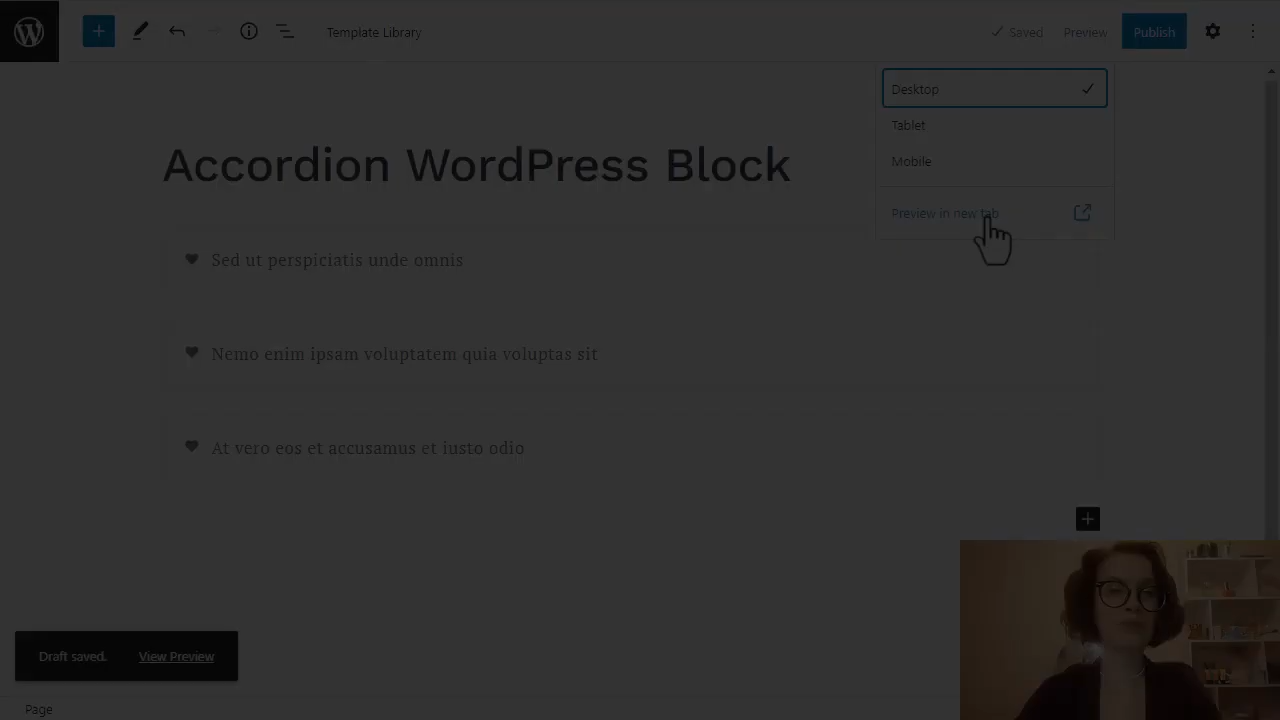 Template Library
Saved
Preview
Publish
Desktop
Tablet
Mobile
Preview in new tab
Accordion WordPress Block
Sed ut perspiciatis unde omnis
Nemo enim ipsam voluptatem quia voluptas sit
At vero eos et accusamus et iusto odio
Draft saved. View Preview
Page